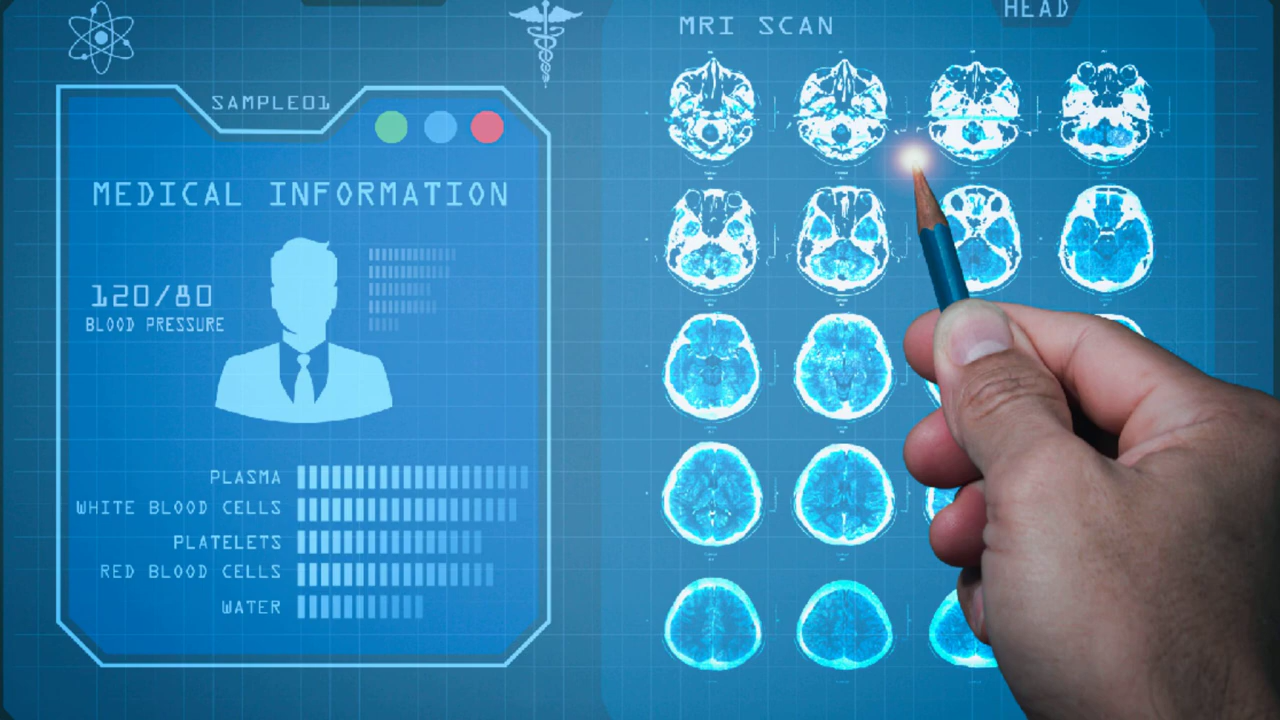 SAMPLE01
MEDICAL INFORMATION
120/80
BLOOD PRESSURE
PLASMA
WHITE BLOOD CELLS
PLATELETS
RED BLOOD CELLS
WATER
MRI SCAN
HEAD